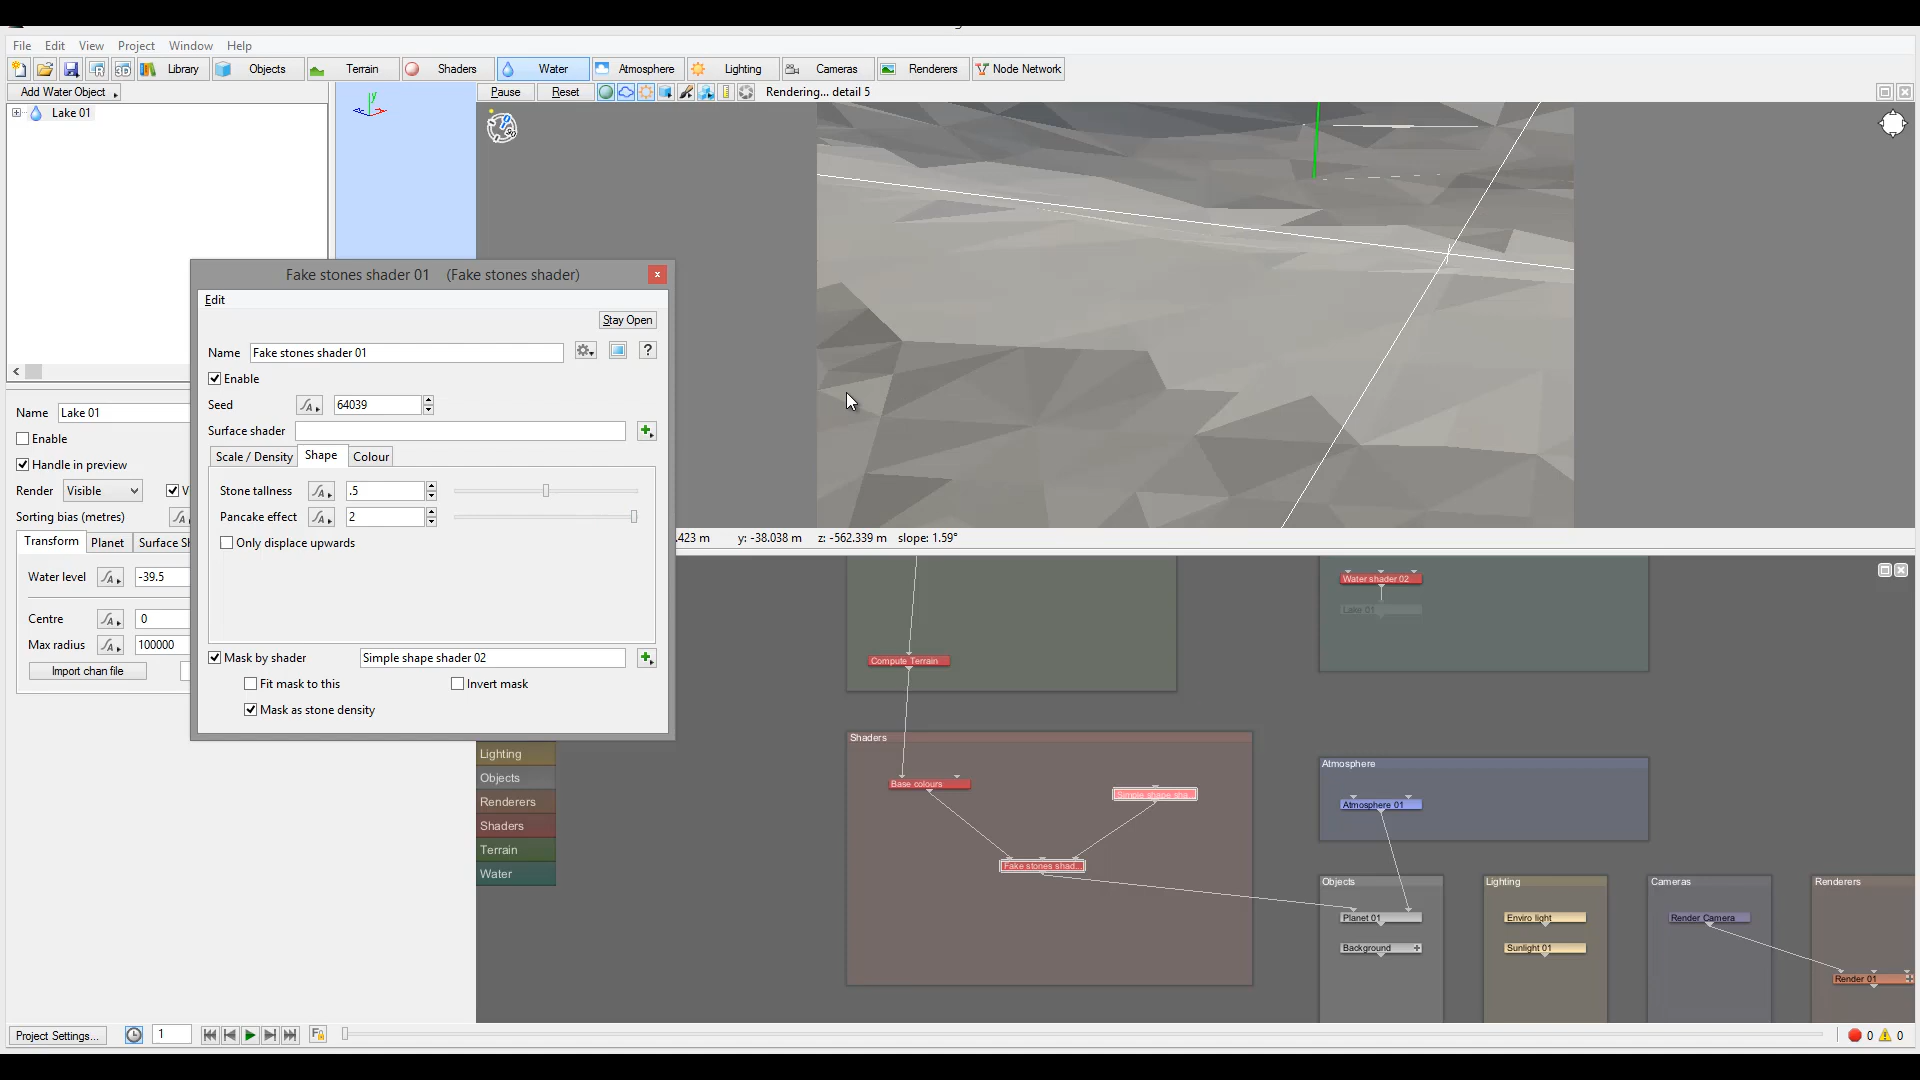 File Edit View Project Window Help
Library Objects Terrain Shaders Water Atmosphere Lighting Cameras Renderers Node Network
Add Water Object Pause Reset Rendering... detail 5
Lake 01
y
Fake stones shader 01 (Fake stones shader)
Edit
Stay Open
Name Fake stones shader 01 ?
Enable
Seed 64039
Surface shader
Scale / Density Shape Colour
Stone tallness .5
Pancake effect 2
Only displace upwards
Mask by shader Simple shape shader 02
Fit mask to this Invert mask
Mask as stone density
Name Lake 01
Enable
Handle in preview
Render Visible V
Sorting bias (metres)
Transform Planet Surface Sh
Water level -39.5
Centre 0
Max radius 100000
Import chan file
.423 m y: -38.038 m z: -562.339 m slope: 1.59°
Water shader 02
Lake 01
Compute Terrain
Shaders
Base colours
Simple shape sha...
Fake stones shad...
Atmosphere
Atmosphere 01
Objects
Planet 01
Background
Lighting
Enviro light
Sunlight 01
Cameras
Render Camera
Renderers
Render 01
Lighting
Objects
Renderers
Shaders
Terrain
Water
Project Settings... 1 0 0